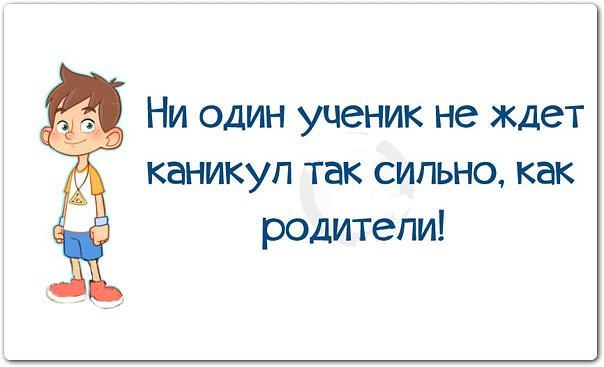 Ни один ученик не ждет
каникул так сильно, как
родители!